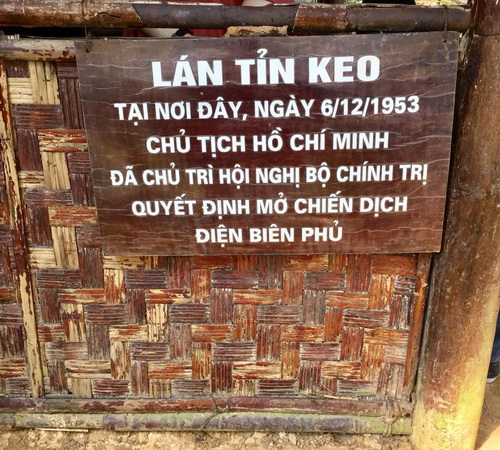 LÁN TỈN KEO
TẠI NƠI ĐÂY, NGÀY 6/12/1953
CHỦ TỊCH HỒ CHÍ MINH
ĐÃ CHỦ TRÌ HỘI NGHỊ BỘ CHÍNH TRỊ
QUYẾT ĐỊNH MỞ CHIẾN DỊCH
ĐIỆN BIÊN PHỦ